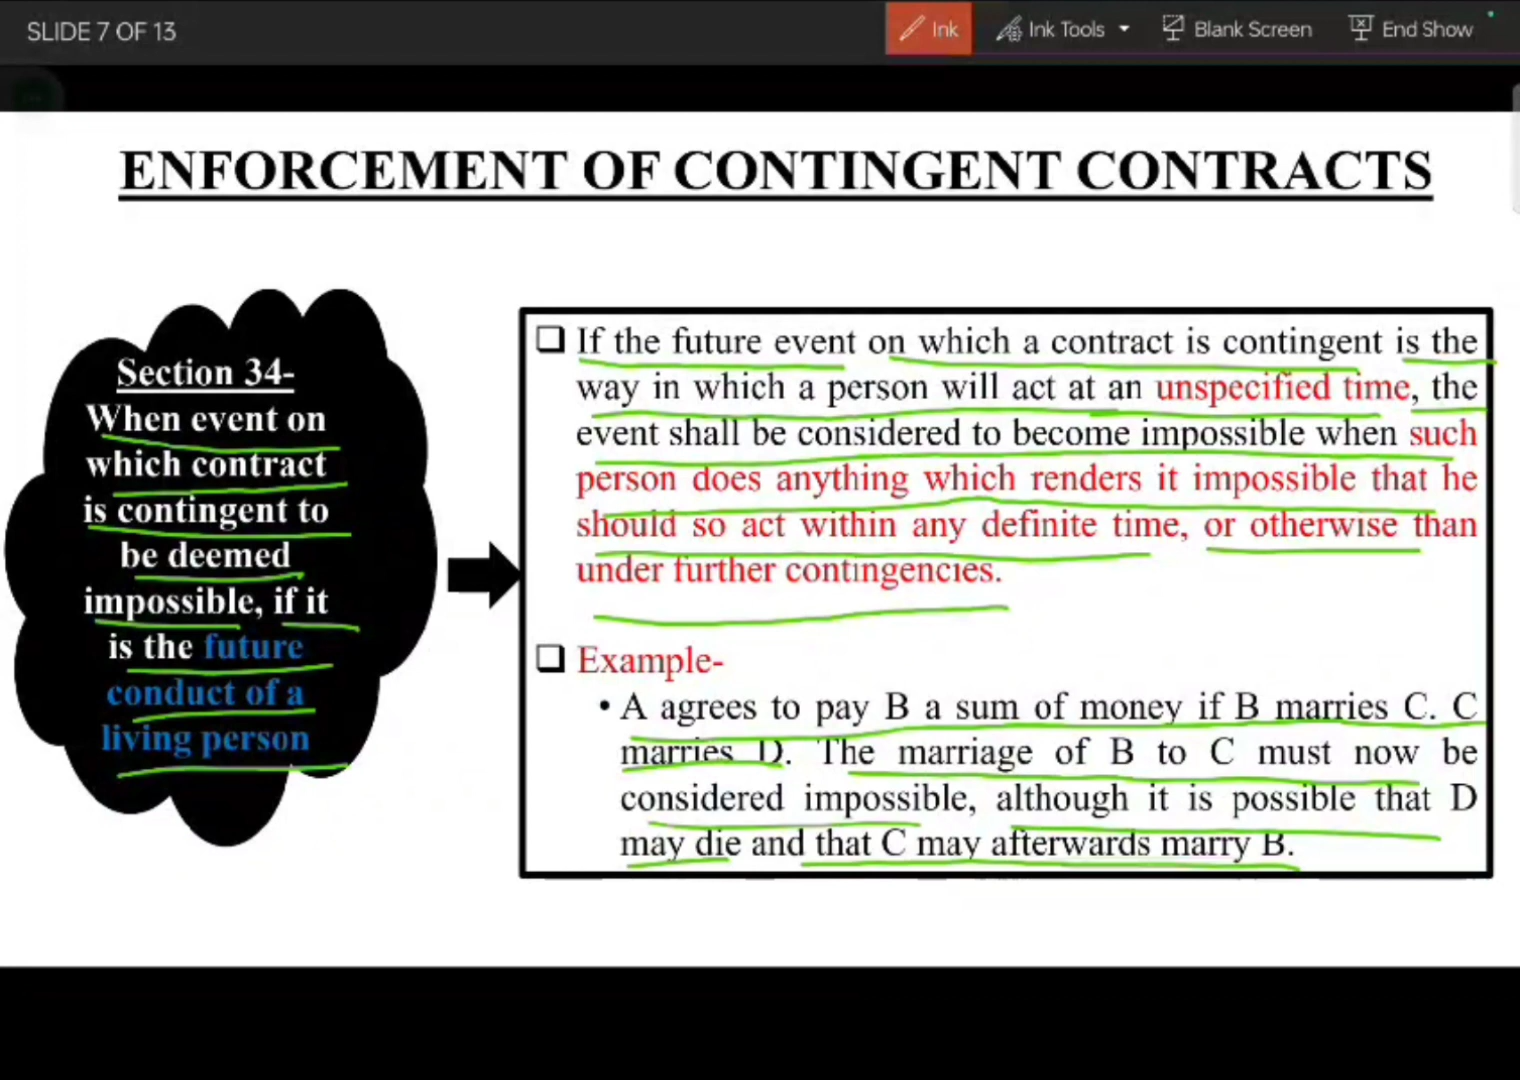 SLIDE 7 OF 13
Ink
Ink Tools
Blank Screen
End Show
ENFORCEMENT OF CONTINGENT CONTRACTS
Section 34-
When event on
which contract
is contingent to
be deemed
impossible, if it
is the future
conduct of a
living person
If the future event on which a contract is contingent is the
way in which a person will act at an unspecified time, the
event shall be considered to become impossible when such
person does anything which renders it impossible that he
should so act within any definite time, or otherwise than
under further contingencies.
Example-
• A agrees to pay B a sum of money if B marries C. C
marries D. The marriage of B to C must now be
considered impossible, although it is possible that D
may die and that C may afterwards marry B.